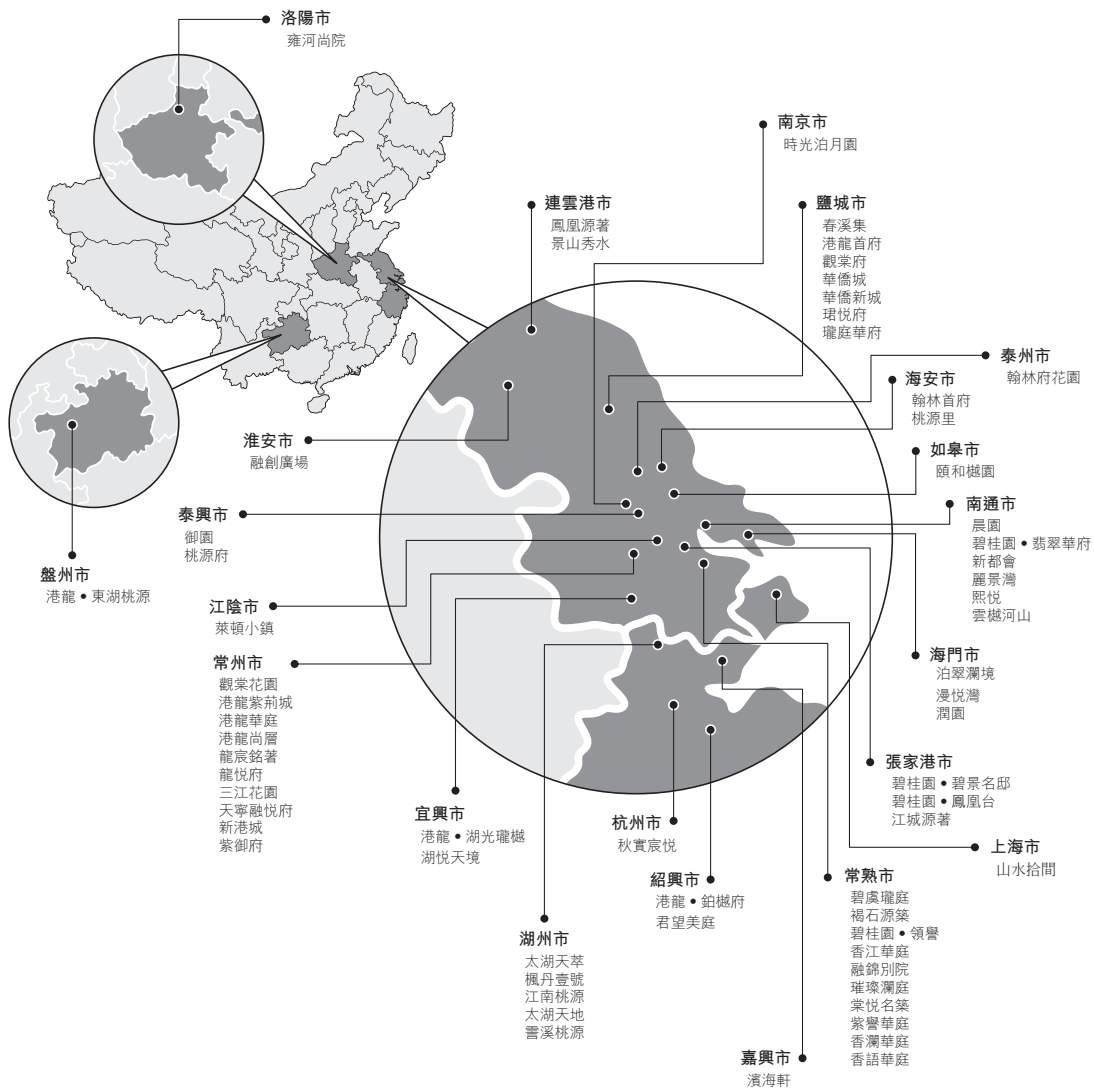 洛陽市
雍河尚院
南京市
時光泊月園
連雲港市
鳳凰源著
景山秀水
鹽城市
春溪集
港龍首府
觀棠府
華僑城
華僑新城
珺悅府
瓏庭華府
泰州市
翰林府花園
海安市
翰林首府
桃源里
淮安市
融創廣場
如皋市
頤和樾園
泰興市
御園
桃源府
南通市
晨園
碧桂園•翡翠華府
新都會
麗景灣
熙悅
雲樾河山
盤州市
港龍•東湖桃源
江陰市
萊頓小鎮
海門市
泊翠瀾境
漫悅灣
潤園
常州市
觀棠花園
港龍紫荊城
港龍華庭
港龍尚層
龍宸銘著
龍悅府
三江花園
天寧融悅府
新港城
紫御府
張家港市
碧桂園•碧景名邸
碧桂園•鳳凰台
江城源著
宜興市
港龍•湖光瓏樾
湖悅天境
杭州市
秋實宸悅
上海市
山水拾間
紹興市
港龍•鉑樾府
君望美庭
常熟市
碧虞瓏庭
褐石源築
碧桂園•領譽
香江華庭
融錦別院
璀璨瀾庭
棠悅名築
紫譽華庭
香瀾華庭
香語華庭
湖州市
太湖天萃
楓丹壹號
江南桃源
太湖天地
霅溪桃源
嘉興市
濱海軒